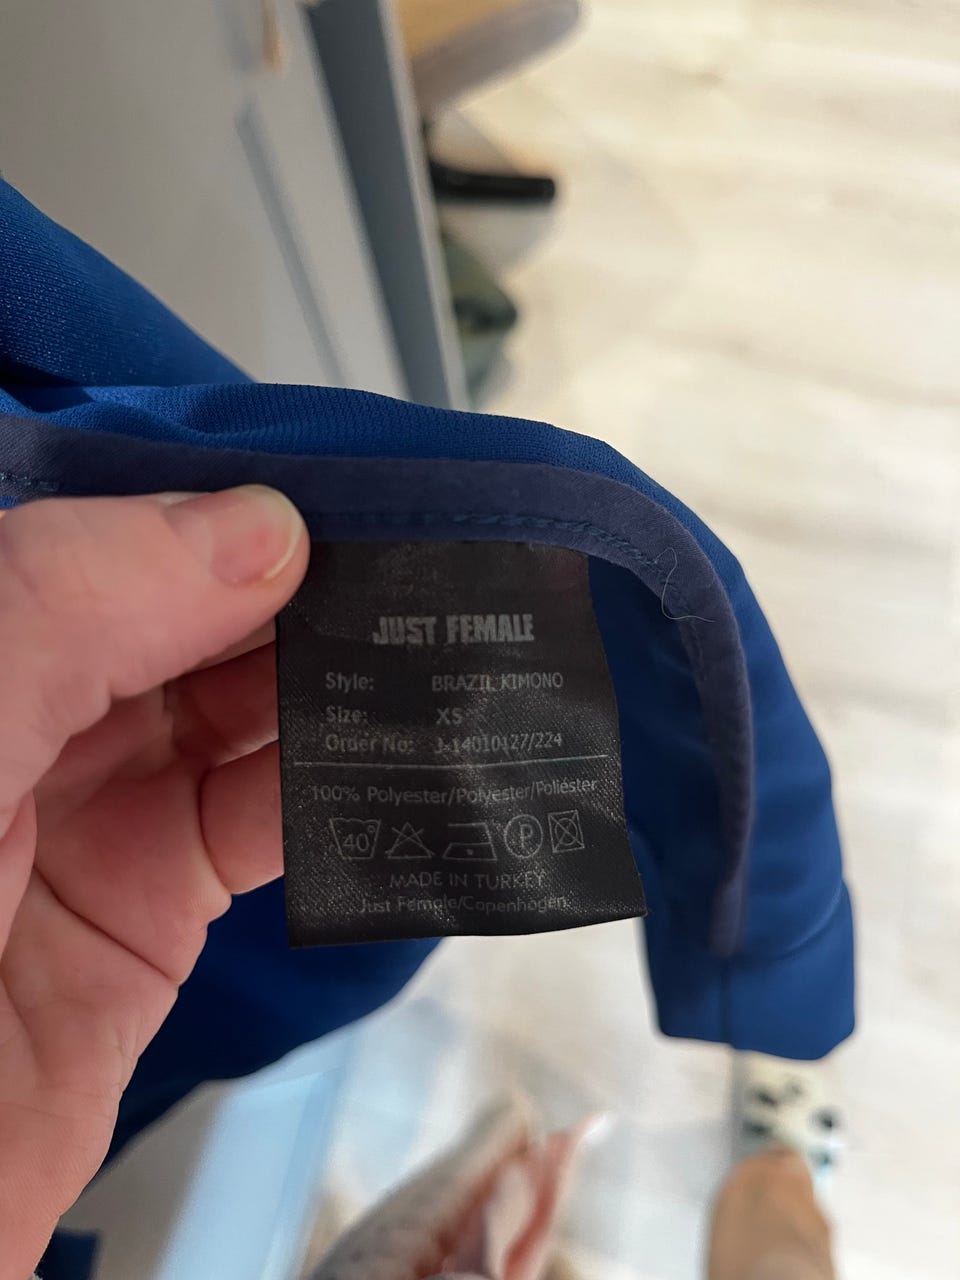 JUST FEMALE
Style: BRAZIL KIMONO
Size: XS
Order No: J-14010127/224
100% Polyester/Polyester/Poliéster
40° P
MADE IN TURKEY
Just Female/Copenhagen